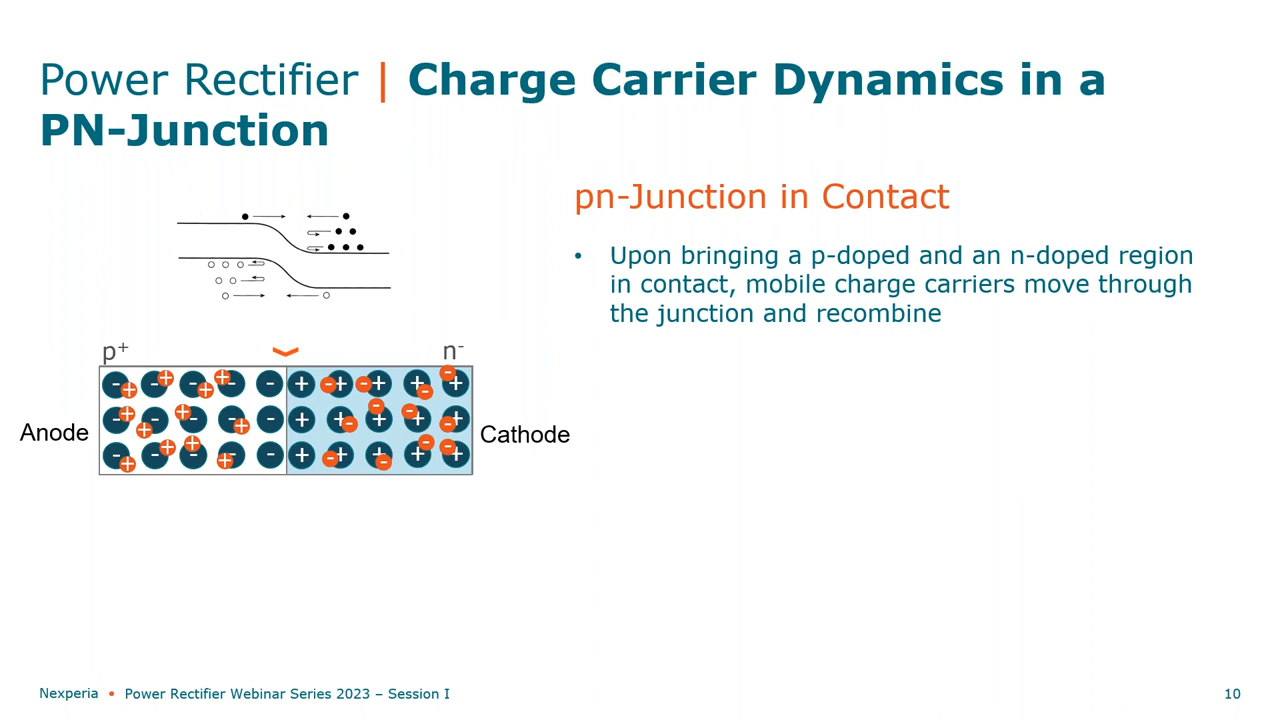 Power Rectifier | Charge Carrier Dynamics in a
PN-Junction
pn-Junction in Contact
• Upon bringing a p-doped and an n-doped region
in contact, mobile charge carriers move through
the junction and recombine
p⁺
n⁻
Anode
Cathode
- + - + - + - + - + - + - + - + - + - +
- + - + - + - + - + - + - + - + - +
- + - + - + - + - + - + - + - + - + - +
Nexperia • Power Rectifier Webinar Series 2023 – Session I
10